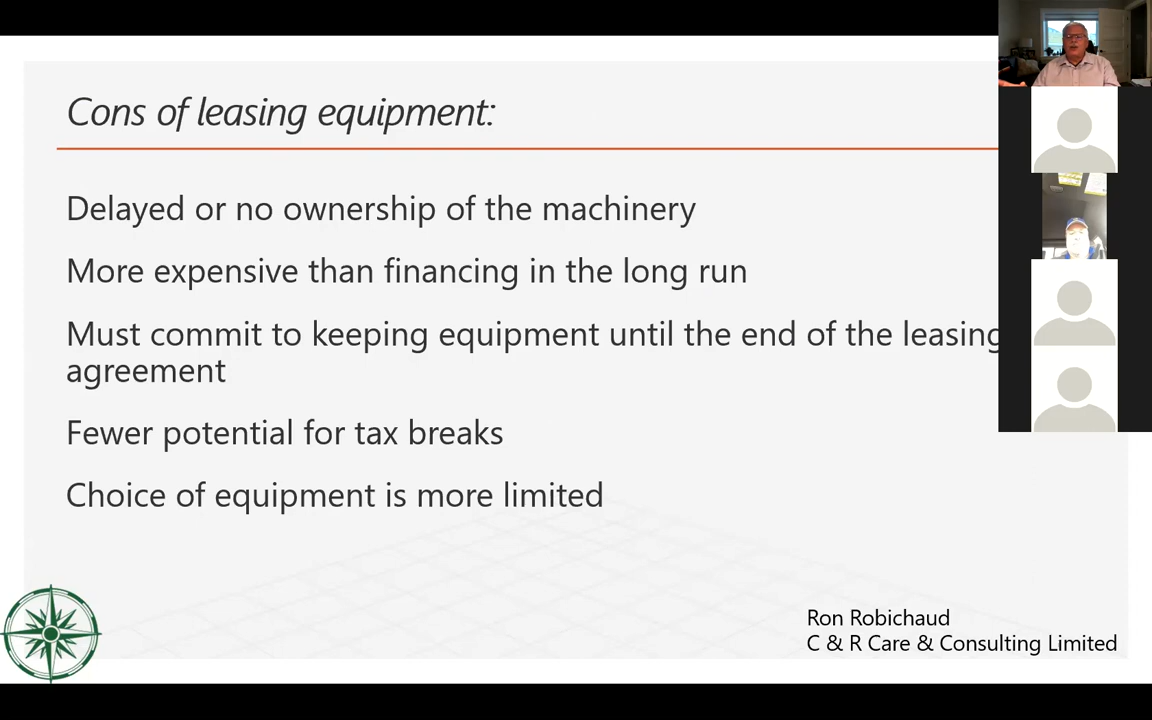 Cons of leasing equipment:
Delayed or no ownership of the machinery
More expensive than financing in the long run
Must commit to keeping equipment until the end of the leasing
agreement
Fewer potential for tax breaks
Choice of equipment is more limited
Ron Robichaud
C & R Care & Consulting Limited